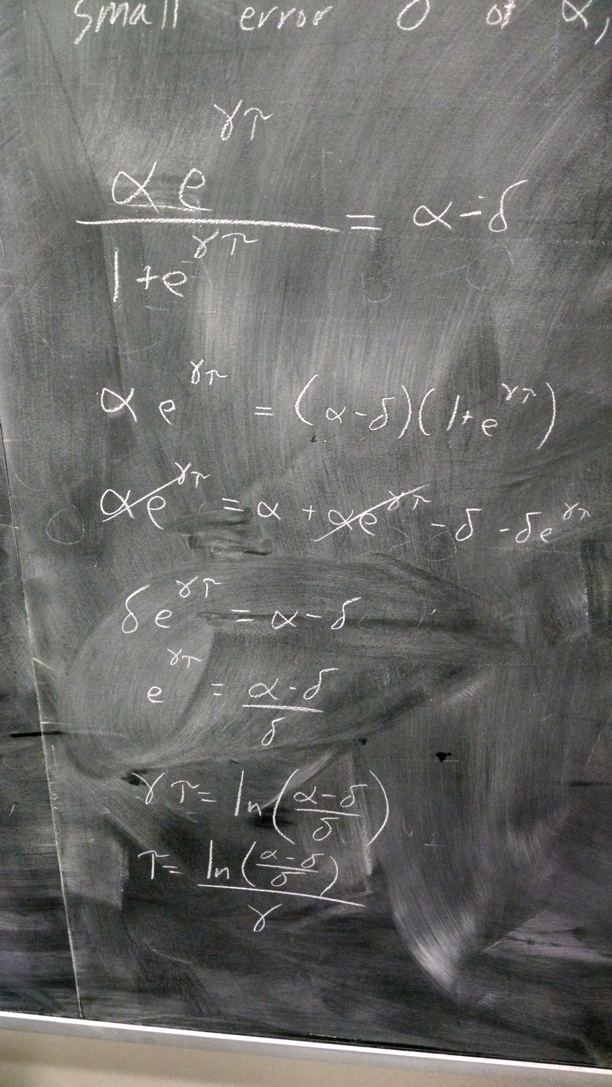 small error δ of α,
αe^{γτ} / (1+e^{γτ}) = α-δ
αe^{γτ} = (α-δ)(1+e^{γτ})
αe^{γτ} = α + αe^{γτ} - δ - δe^{γτ}
δe^{γτ} = α-δ
e^{γτ} = (α-δ)/δ
γτ = ln((α-δ)/δ)
τ = ln((α-δ)/δ) / γ